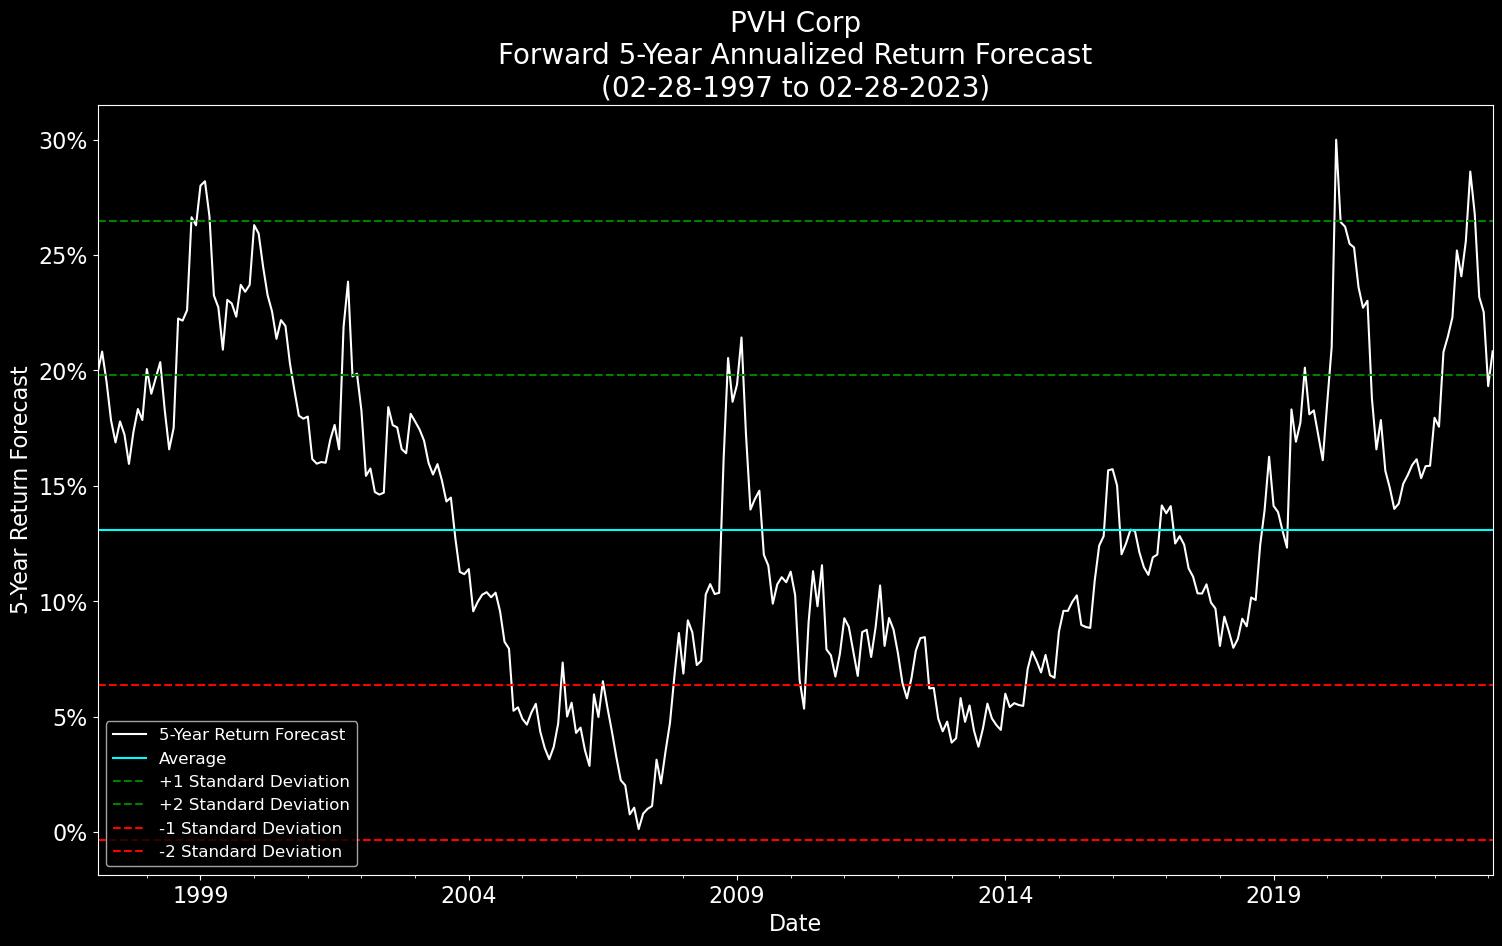 PVH Corp
Forward 5-Year Annualized Return Forecast
(02-28-1997 to 02-28-2023)
30%
25%
20%
15%
10%
5%
0%
5-Year Return Forecast
5-Year Return Forecast
Average
+1 Standard Deviation
+2 Standard Deviation
-1 Standard Deviation
-2 Standard Deviation
1999 2004 2009 2014 2019
Date